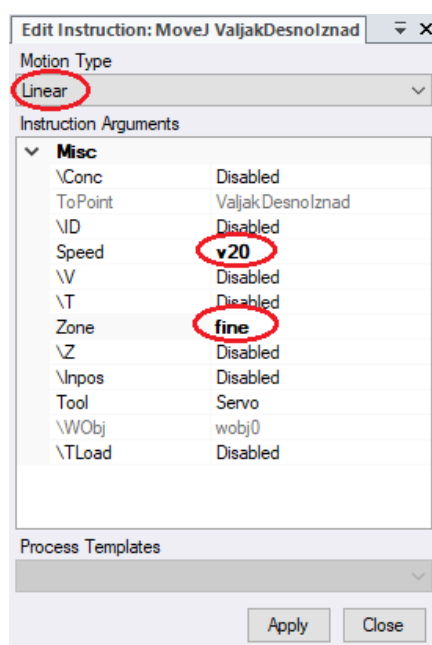 Edit Instruction: MoveJ ValjakDesnoIznad
Motion Type
Linear
Instruction Arguments
Misc
\Conc Disabled
ToPoint ValjakDesnoIznad
\ID Disabled
Speed v20
\V Disabled
\T Disabled
Zone fine
\Z Disabled
\Inpos Disabled
Tool Servo
\WObj wobj0
\TLoad Disabled
Process Templates
Apply Close